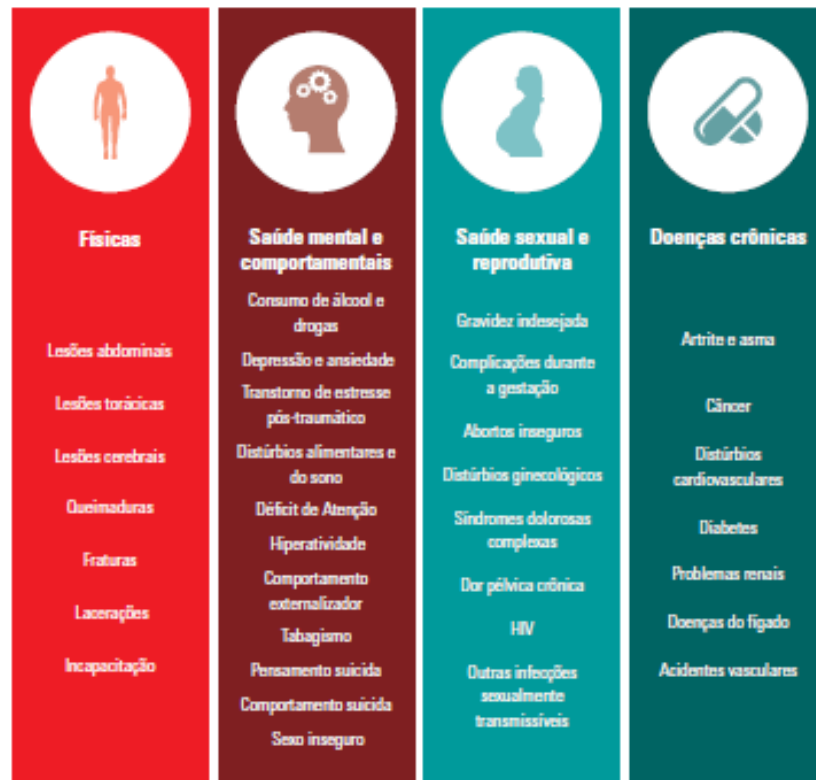 Físicas
Lesões abdominais
Lesões torácicas
Lesões cerebrais
Queimaduras
Fraturas
Lacerações
Incapacitação
Saúde mental e
comportamentais
Consumo de álcool e
drogas
Depressão e ansiedade
Transtorno de estresse
pós-traumático
Distúrbios alimentares e
do sono
Déficit de Atenção
Hiperatividade
Comportamento
externalizador
Tabagismo
Pensamento suicida
Comportamento suicida
Sexo inseguro
Saúde sexual e
reprodutiva
Gravidez indesejada
Complicações durante
a gestação
Abortos inseguros
Distúrbios ginecológicos
Síndromes dolorosas
complexas
Dor pélvica crônica
HIV
Outras infecções
sexualmente
transmissíveis
Doenças crônicas
Artrite e asma
Câncer
Distúrbios
cardiovasculares
Diabetes
Problemas renais
Doenças do fígado
Acidentes vasculares